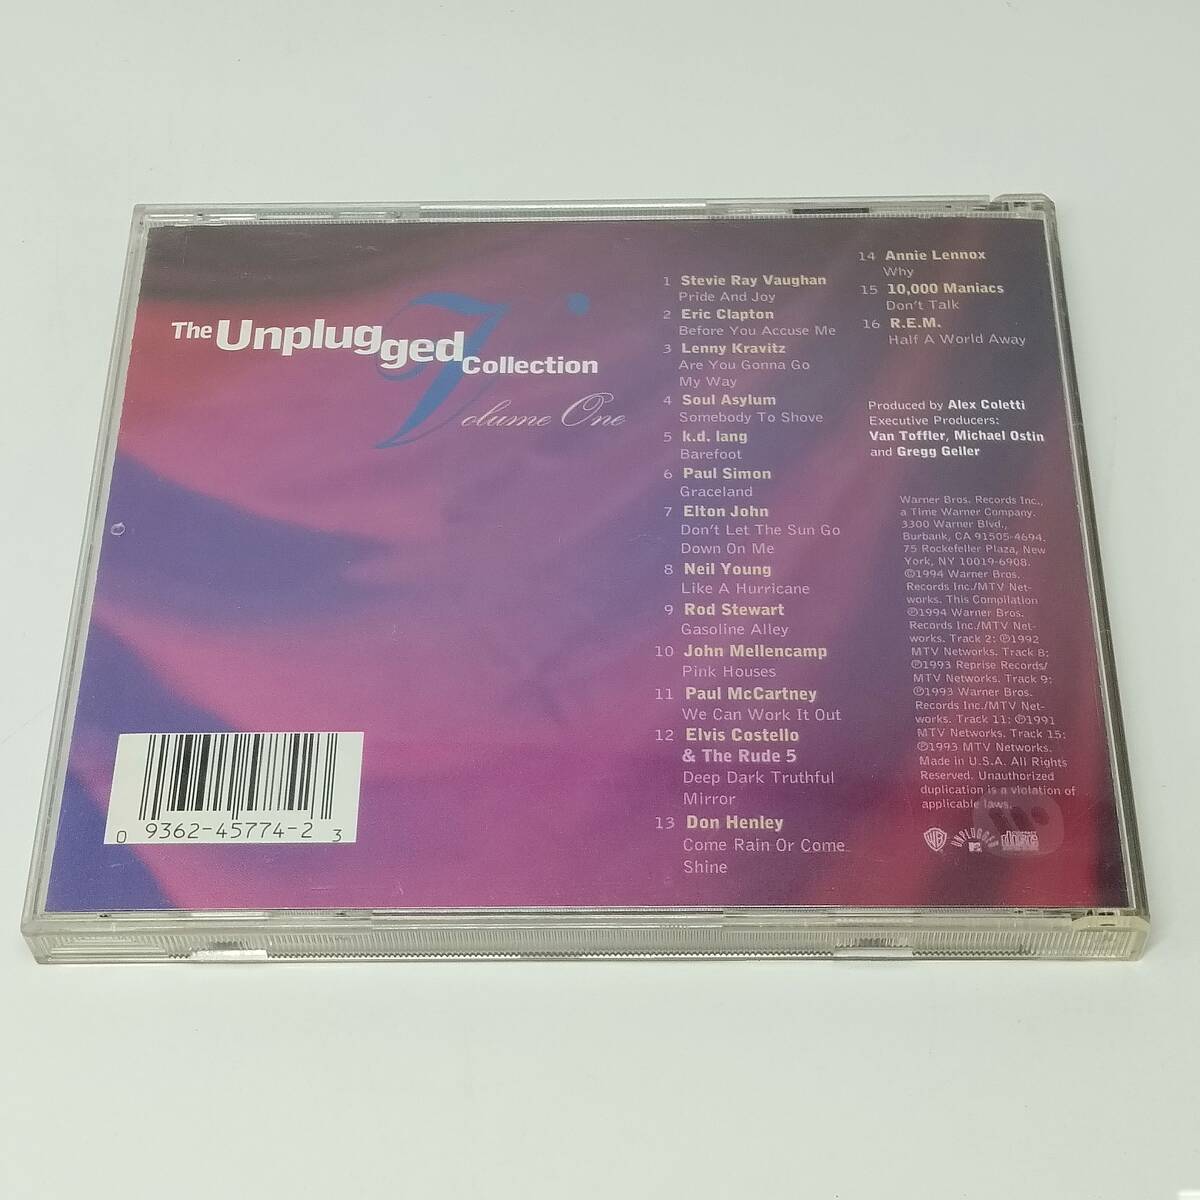 The Unplugged Collection
Volume One
1 Stevie Ray Vaughan
Pride And Joy
2 Eric Clapton
Before You Accuse Me
3 Lenny Kravitz
Are You Gonna Go
My Way
4 Soul Asylum
Somebody To Shove
5 k.d. lang
Barefoot
6 Paul Simon
Graceland
7 Elton John
Don't Let The Sun Go
Down On Me
8 Neil Young
Like A Hurricane
9 Rod Stewart
Gasoline Alley
10 John Mellencamp
Pink Houses
11 Paul McCartney
We Can Work It Out
12 Elvis Costello
& The Rude 5
Deep Dark Truthful
Mirror
13 Don Henley
Come Rain Or Come
Shine
14 Annie Lennox
Why
15 10,000 Maniacs
Don't Talk
16 R.E.M.
Half A World Away
Produced by Alex Coletti
Executive Producers:
Van Toffler, Michael Ostin
and Gregg Geller
Warner Bros. Records Inc.,
a Time Warner Company.
3300 Warner Blvd.,
Burbank, CA 91505-4694.
75 Rockefeller Plaza, New
York, NY 10019-6908.
©1994 Warner Bros.
Records Inc./MTV Net-
works. This Compilation
℗1994 Warner Bros.
Records Inc./MTV Net-
works. Track 2: ℗1992
MTV Networks. Track 8:
℗1993 Reprise Records/
MTV Networks. Track 9:
℗1993 Warner Bros.
Records Inc./MTV Net-
works. Track 11: ℗1991
MTV Networks. Track 15:
℗1993 MTV Networks.
Made in U.S.A. All Rights
Reserved. Unauthorized
duplication is a violation of
applicable laws.
WB
UNPLUGGED
MTV
COMPACT
disc
0 9362-45774-2 3